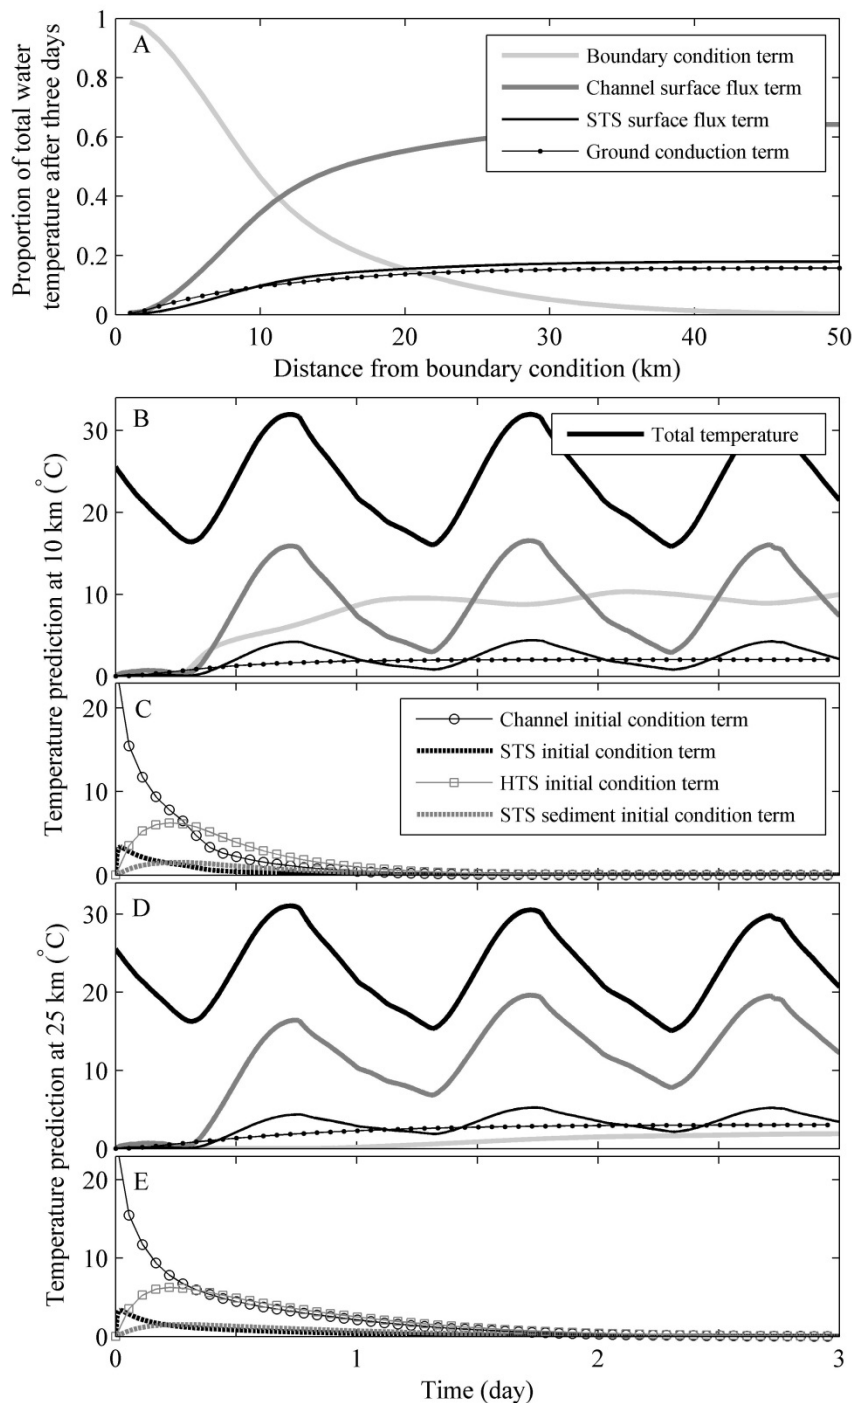 A
Boundary condition term
Channel surface flux term
STS surface flux term
Ground conduction term
Proportion of total water
temperature after three days
1
0.8
0.6
0.4
0.2
0
0 10 20 30 40 50
Distance from boundary condition (km)
B
Total temperature
Temperature prediction at 10 km (°C)
30
20
10
0
C
Channel initial condition term
STS initial condition term
HTS initial condition term
STS sediment initial condition term
20
10
0
D
Temperature prediction at 25 km (°C)
30
20
10
0
E
20
10
0
0 1 2 3
Time (day)